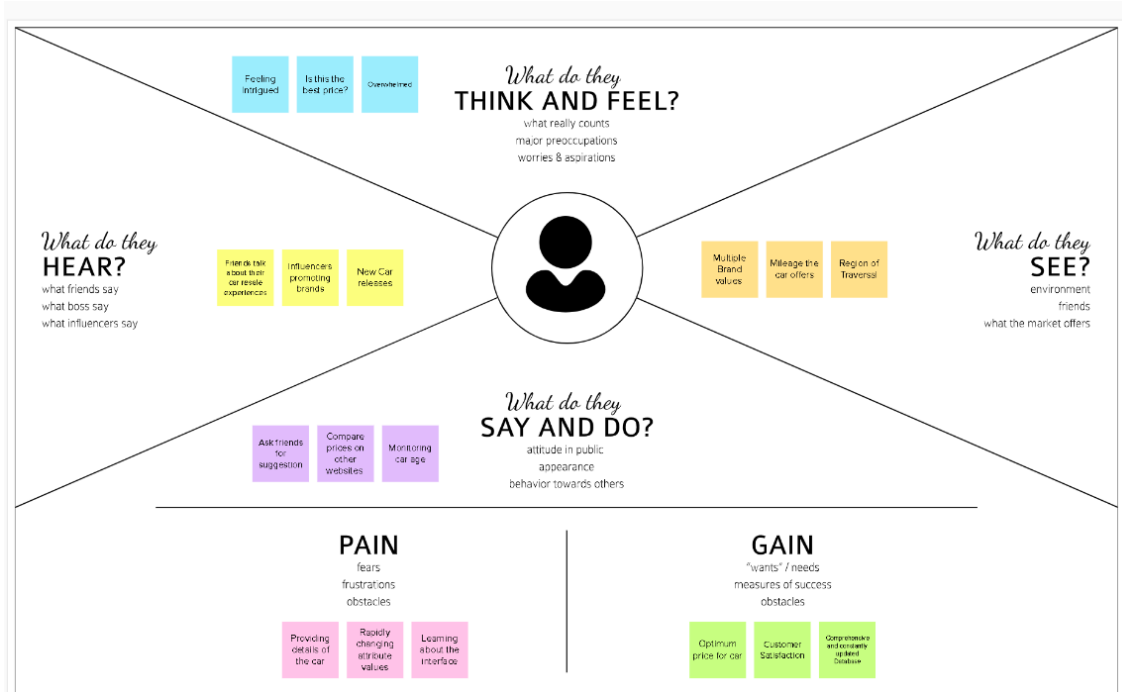 Feeling
intrigued
Is this the
best price?
Overwhelmed
What do they
THINK AND FEEL?
what really counts
major preoccupations
worries & aspirations
What do they
HEAR?
what friends say
what boss say
what influencers say
Friends talk
about their
car resale
experiences
Influencers
promoting
brands
New Car
releases
Multiple
Brand
values
Mileage the
car offers
Region of
Traversal
What do they
SEE?
environment
friends
what the market offers
What do they
SAY AND DO?
attitude in public
appearance
behavior towards others
Ask friends
for
suggestion
Compare
prices on
other
websites
Monitoring
car age
PAIN
fears
frustrations
obstacles
Providing
details of
the car
Rapidly
changing
attribute
values
Learning
about the
interface
GAIN
"wants" / needs
measures of success
obstacles
Optimum
price for car
Customer
Satisfaction
Comprehensive
and constantly
updated
Database